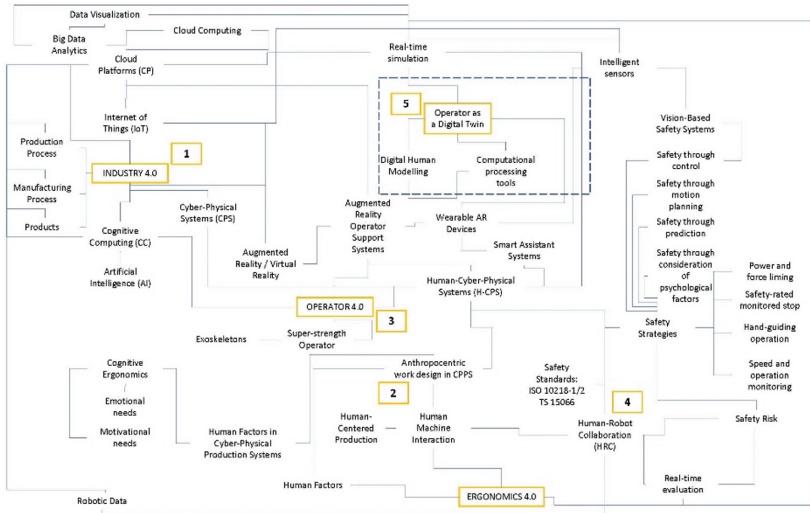 Data Visualization
Cloud Computing
Big Data
Analytics
Cloud
Platforms (CP)
Real-time
simulation
Intelligent
sensors
Internet of
Things (IoT)
5
Operator as
a Digital Twin
Vision-Based
Safety Systems
Production
Process
1
INDUSTRY 4.0
Digital Human
Modelling
Computational
processing
tools
Safety through
control
Manufacturing
Process
Safety through
motion
planning
Products
Cyber-Physical
Systems (CPS)
Augmented
Reality
Operator
Support
Systems
Wearable AR
Devices
Safety through
prediction
Cognitive
Computing (CC)
Augmented
Reality / Virtual
Reality
Smart Assistant
Systems
Safety through
consideration
of
psychological
factors
Artificial
Intelligence (AI)
Human-Cyber-Physical
Systems (H-CPS)
Power and
force liming
OPERATOR 4.0
3
Safety-rated
monitored stop
Exoskeletons
Super-strength
Operator
Safety
Strategies
Hand-guiding
operation
Cognitive
Ergonomics
Anthropocentric
work design in CPPS
Safety
Standards:
ISO 10218-1/2
TS 15066
Speed and
operation
monitoring
Emotional
needs
2
4
Motivational
needs
Human Factors in
Cyber-Physical
Production Systems
Human-
Centered
Production
Human
Machine
Interaction
Human-Robot
Collaboration
(HRC)
Safety Risk
Human Factors
ERGONOMICS 4.0
Real-time
evaluation
Robotic Data